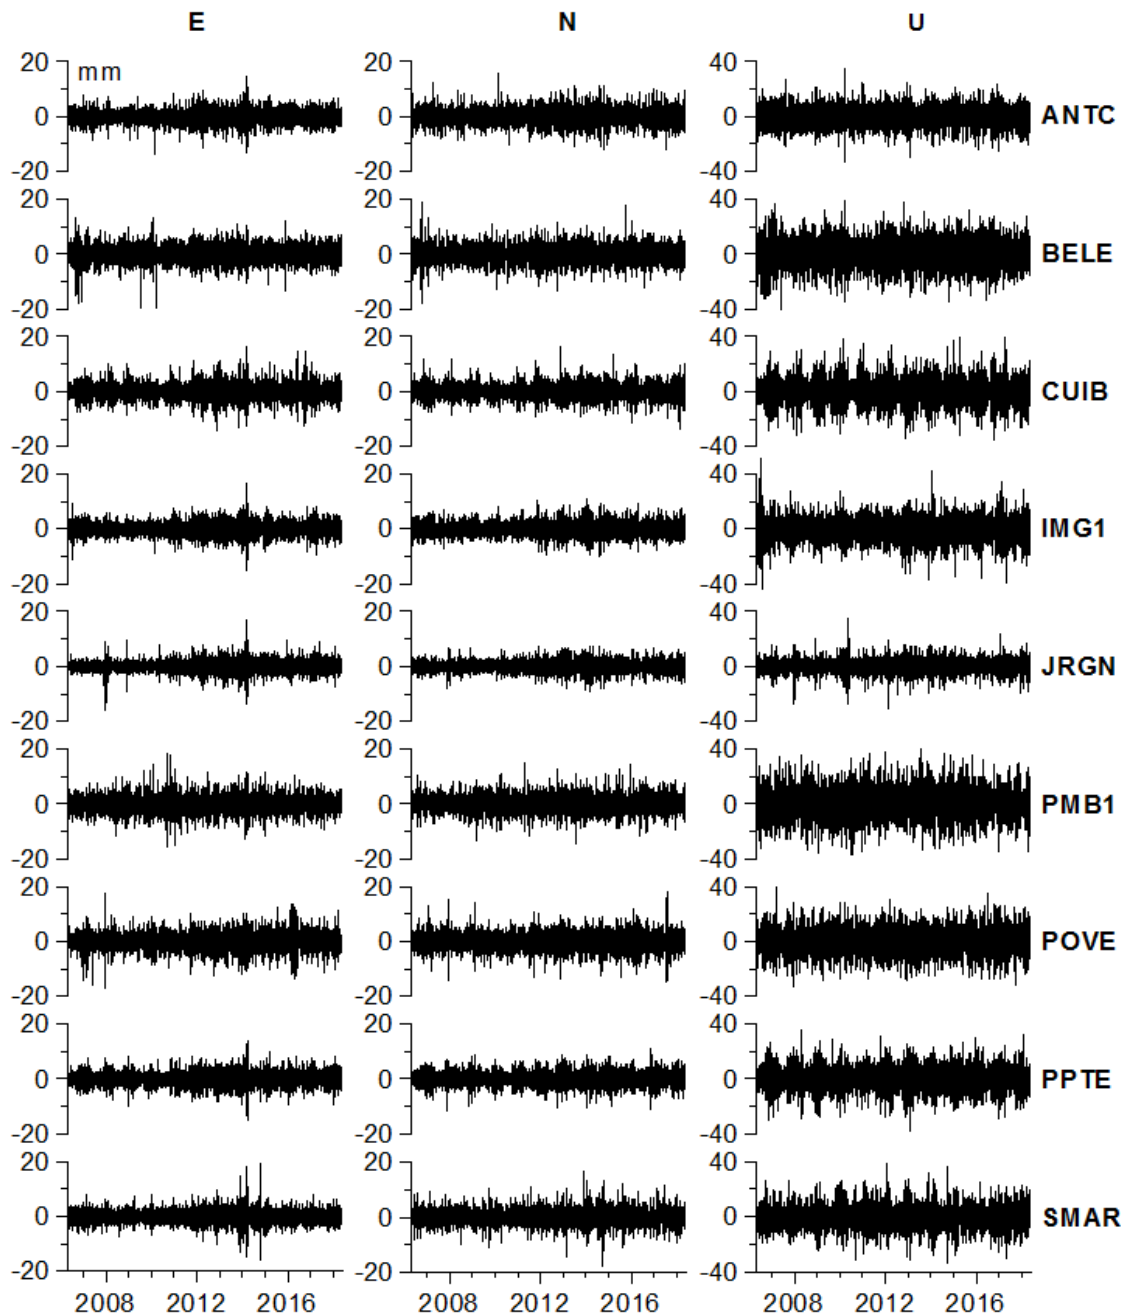 E N U
20 20 40
mm
0 0 0 ANTC
-20 -20 -40
20 20 40
0 0 0 BELE
-20 -20 -40
20 20 40
0 0 0 CUIB
-20 -20 -40
20 20 40
0 0 0 IMG1
-20 -20 -40
20 20 40
0 0 0 JRGN
-20 -20 -40
20 20 40
0 0 0 PMB1
-20 -20 -40
20 20 40
0 0 0 POVE
-20 -20 -40
20 20 40
0 0 0 PPTE
-20 -20 -40
20 20 40
0 0 0 SMAR
-20 -20 -40
2008 2012 2016 2008 2012 2016 2008 2012 2016